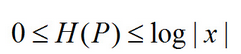 0 ≤ H(P) ≤ log | x |